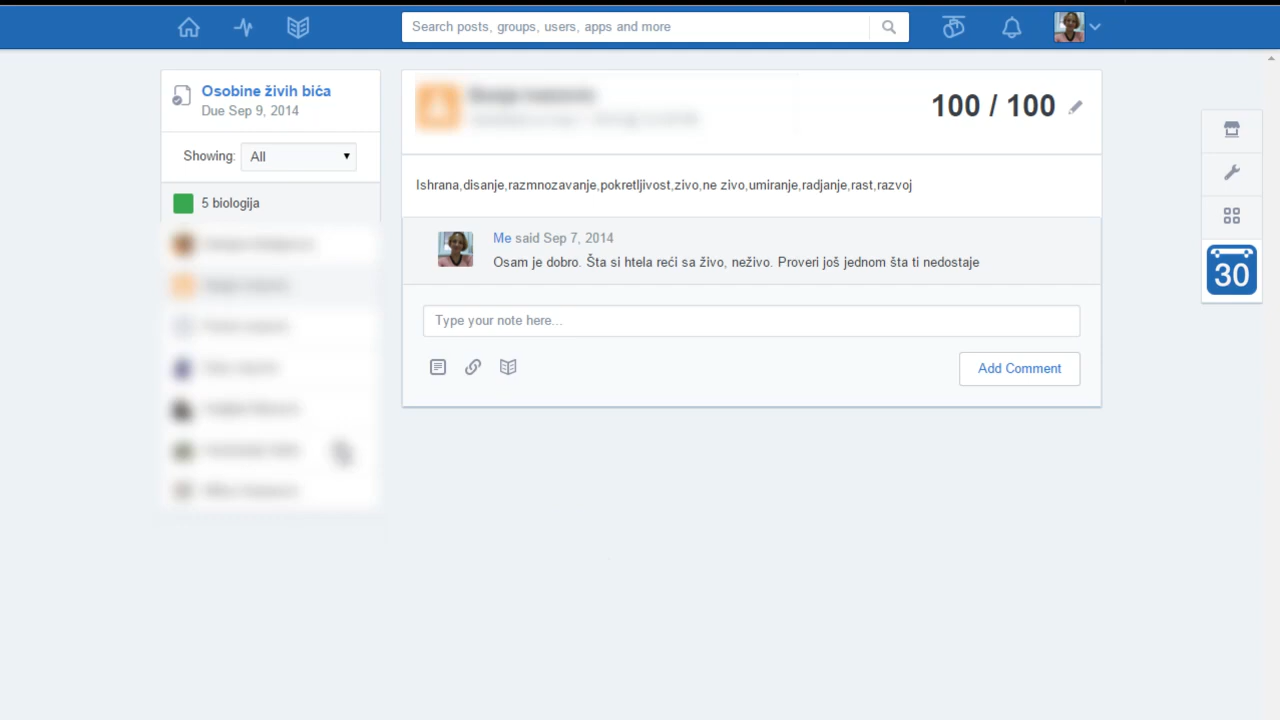 Search posts, groups, users, apps and more
Osobine živih bića
Due Sep 9, 2014
Showing: All
5 biologija
100 / 100
Ishrana,disanje,razmnozavanje,pokretljivost,zivo,ne zivo,umiranje,radjanje,rast,razvoj
Me said Sep 7, 2014
Osam je dobro. Šta si htela reći sa živo, neživo. Proveri još jednom šta ti nedostaje
Type your note here...
Add Comment
30